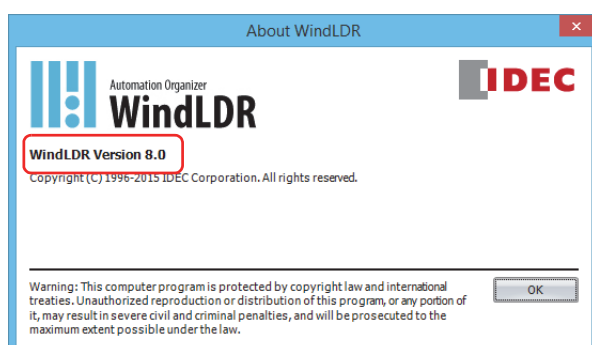 About WindLDR
IDEC
Automation Organizer
WindLDR
WindLDR Version 8.0
Copyright (C) 1996-2015 IDEC Corporation. All rights reserved.
Warning: This computer program is protected by copyright law and international
treaties. Unauthorized reproduction or distribution of this program, or any portion of
it, may result in severe civil and criminal penalties, and will be prosecuted to the
maximum extent possible under the law.
OK